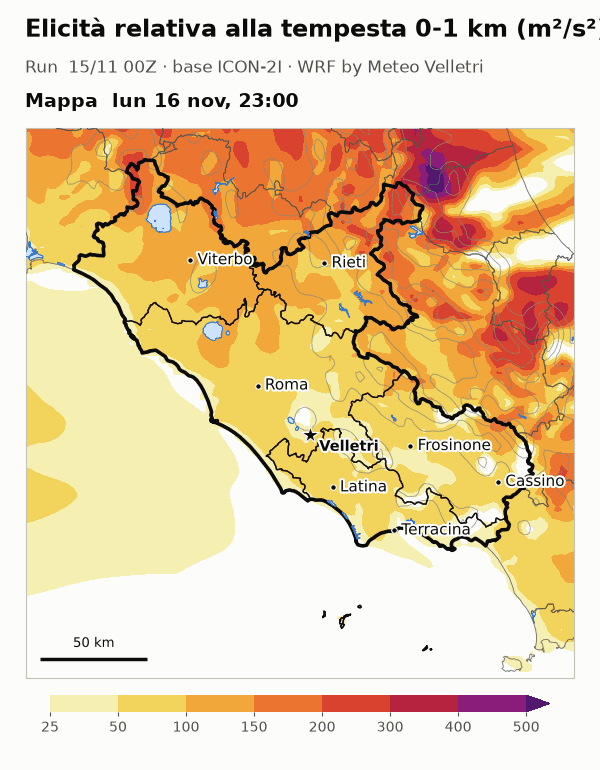 Elicità relativa alla tempesta 0-1 km (m²/s²)
Run  15/11 00Z · base ICON-2I · WRF by Meteo Velletri
Mappa  lun 16 nov, 23:00
Viterbo
Rieti
Roma
Velletri
Frosinone
Latina
Cassino
Terracina
50 km
25 50 100 150 200 300 400 500